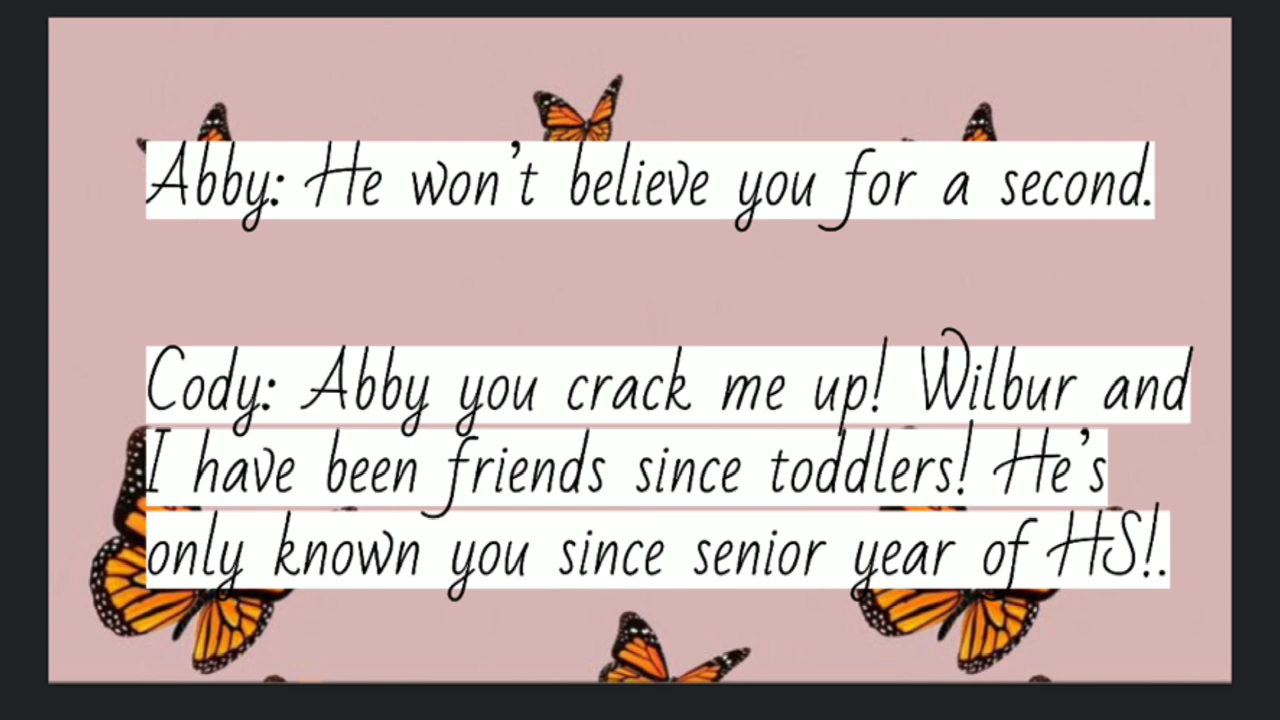 Abby: He won't believe you for a second.
Cody: Abby you crack me up! Wilbur and
I have been friends since toddlers! He's
only known you since senior year of HS!.